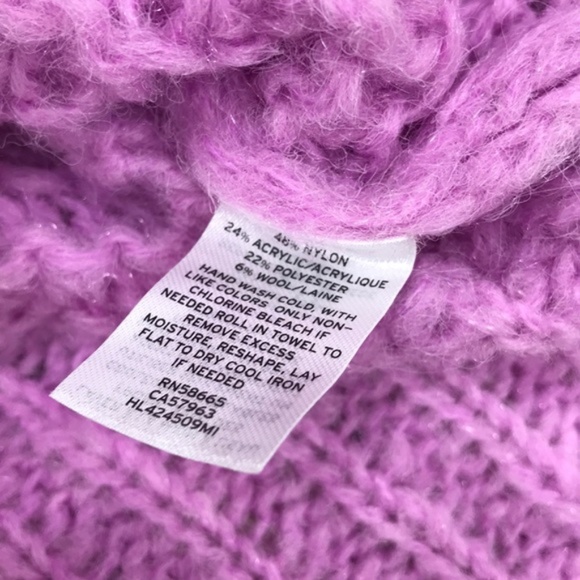 48% NYLON
24% ACRYLIC/ACRYLIQUE
22% POLYESTER
6% WOOL/LAINE
HAND WASH COLD, WITH
LIKE COLORS ONLY NON-
CHLORINE BLEACH IF
NEEDED ROLL IN TOWEL TO
REMOVE EXCESS
MOISTURE, RESHAPE, LAY
FLAT TO DRY COOL IRON
IF NEEDED
RN58665
CA57963
HL424509MI